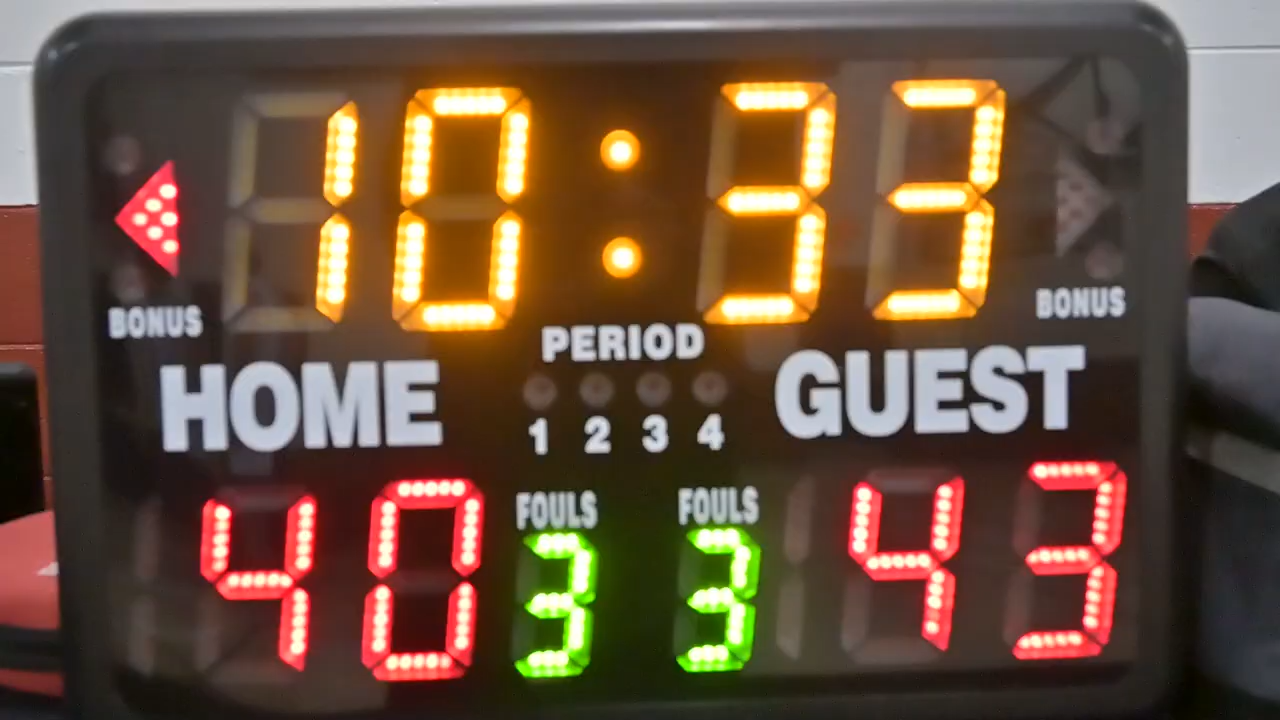 10:33
BONUS BONUS
PERIOD
HOME GUEST
1 2 3 4
FOULS FOULS
40 3 3 43